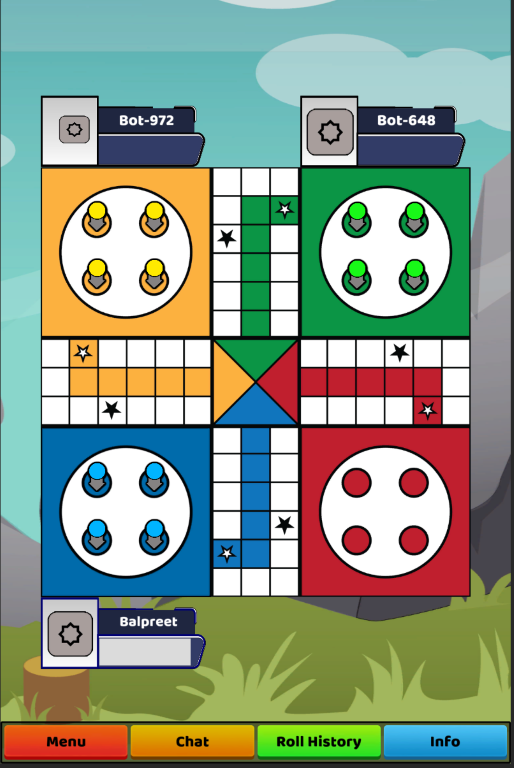 Bot-972
Bot-648
Balpreet
Menu
Chat
Roll History
Info